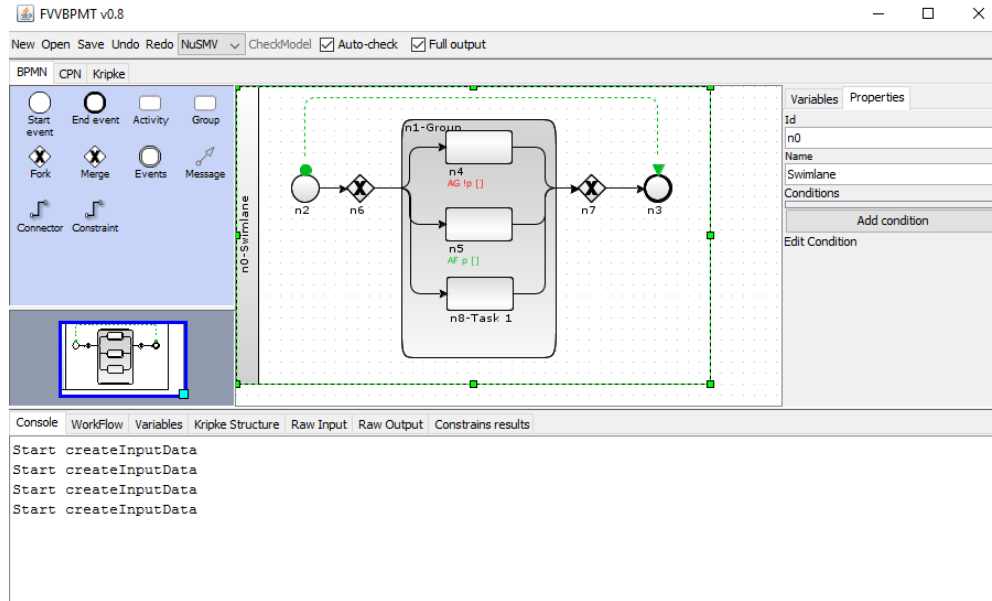 FVVBPMT v0.8
New Open Save Undo Redo NuSMV CheckModel Auto-check Full output
BPMN CPN Kripke
Start event
End event
Activity
Group
Fork
Merge
Events
Message
Connector
Constraint
n0-Swimlane
n1-Group
n2
n6
n4
AG !p []
n5
AF p []
n8-Task 1
n7
n3
Variables Properties
Id
n0
Name
Swimlane
Conditions
Add condition
Edit Condition
Console WorkFlow Variables Kripke Structure Raw Input Raw Output Constrains results
Start createInputData
Start createInputData
Start createInputData
Start createInputData